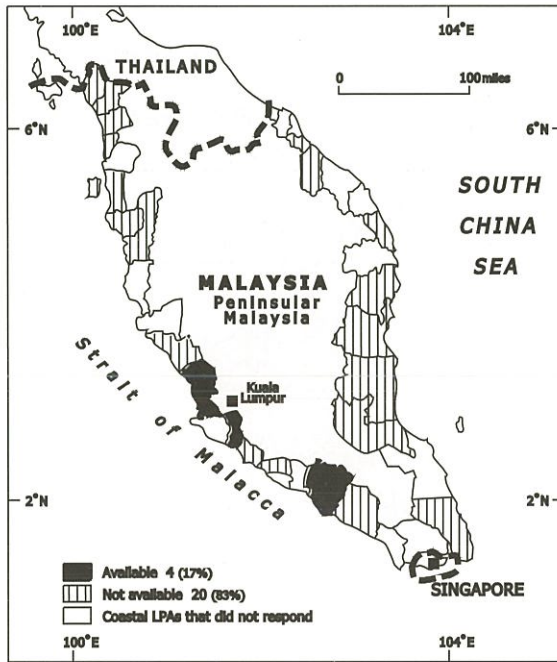 100°E
104°E
THAILAND
0 100 miles
6°N
6°N
SOUTH
CHINA
SEA
MALAYSIA
Peninsular
Malaysia
Strait of Malacca
Kuala
Lumpur
2°N
2°N
Available 4 (17%)
Not available 20 (83%)
Coastal LPAs that did not respond
SINGAPORE
100°E
104°E